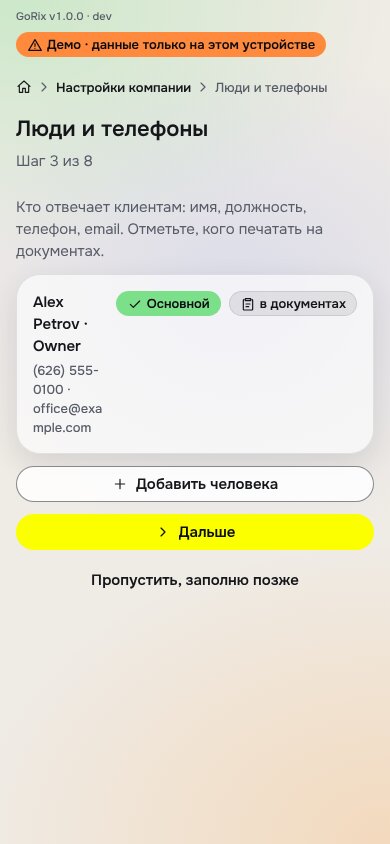 GoRix v1.0.0 · dev
Демо · данные только на этом устройстве
Настройки компании
Люди и телефоны
Люди и телефоны
Шаг 3 из 8
Кто отвечает клиентам: имя, должность,
телефон, email. Отметьте, кого печатать на
документах.
Alex
Petrov ·
Owner
Основной
в документах
(626) 555-
0100 ·
office@exa
mple.com
Добавить человека
Дальше
Пропустить, заполню позже